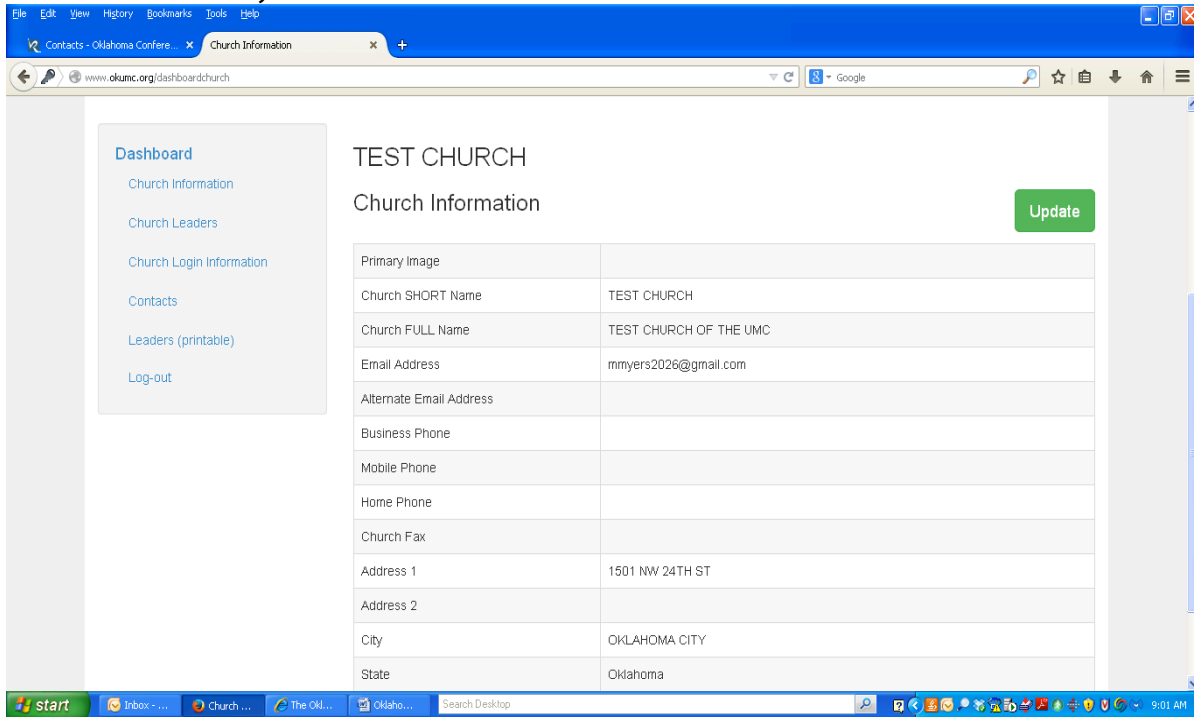 File Edit View History Bookmarks Tools Help
Contacts - Oklahoma Confere... × Church Information × +
www.okumc.org/dashboardchurch 8 Google
Dashboard
Church Information
Church Leaders
Church Login Information
Contacts
Leaders (printable)
Log-out
TEST CHURCH
Church Information
Update
Primary Image
Church SHORT Name TEST CHURCH
Church FULL Name TEST CHURCH OF THE UMC
Email Address mmyers2026@gmail.com
Alternate Email Address
Business Phone
Mobile Phone
Home Phone
Church Fax
Address 1 1501 NW 24TH ST
Address 2
City OKLAHOMA CITY
State Oklahoma
start Inbox - ... Church ... The Okl... Oklaho... Search Desktop 9:01 AM